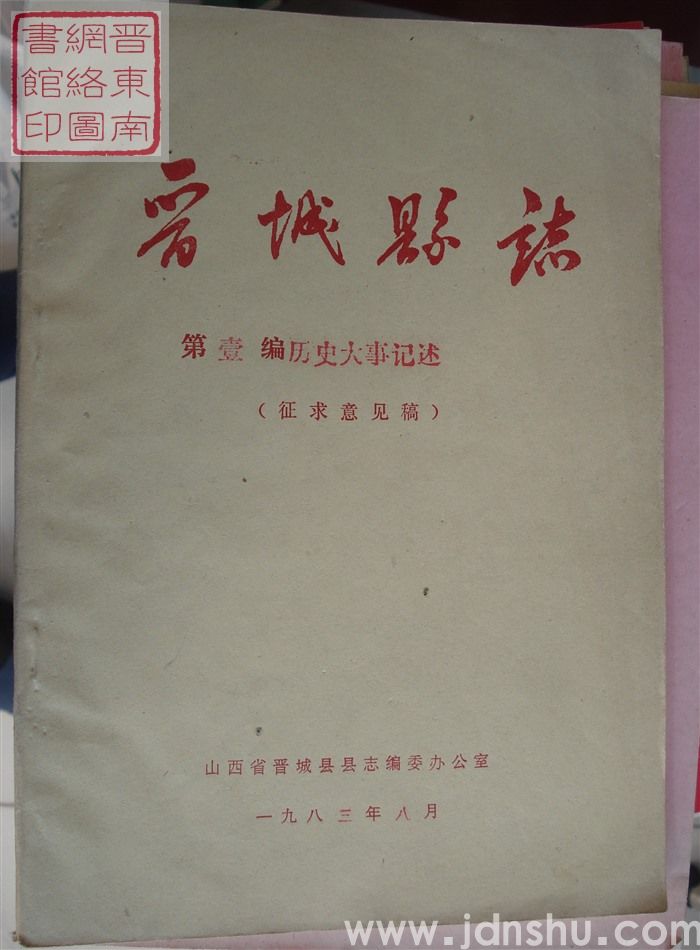 晋東南
網絡圖
書館印
晋城縣誌
第壹编历史大事记述
（征求意见稿）
山西省晋城县县志编委办公室
一九八三年八月
www.jdnshu.com